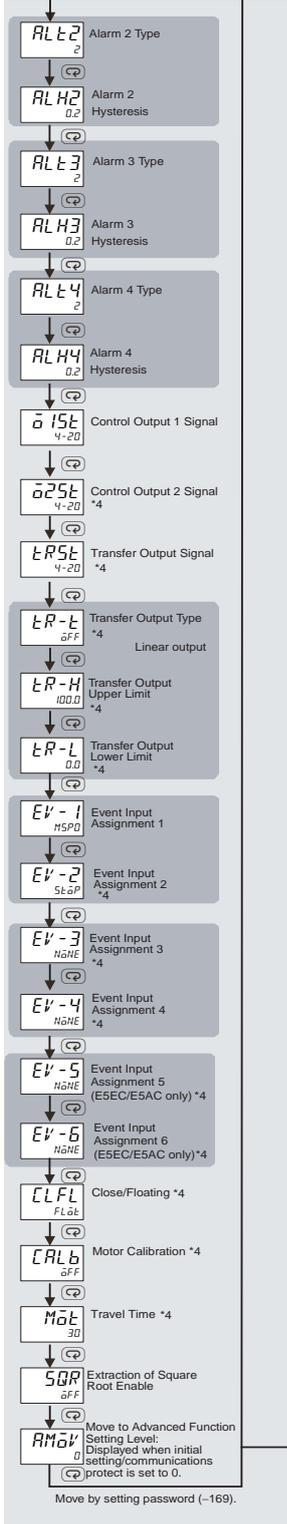 ALt2
2
Alarm 2 Type
ALH2
0.2
Alarm 2
Hysteresis
ALt3
2
Alarm 3 Type
ALH3
0.2
Alarm 3
Hysteresis
ALt4
2
Alarm 4 Type
ALH4
0.2
Alarm 4
Hysteresis
o1St
4-20
Control Output 1 Signal
o2St
4-20
Control Output 2 Signal
*4
tRSt
4-20
Transfer Output Signal
*4
tR-t
oFF
Transfer Output Type
*4
Linear output
tR-H
100.0
Transfer Output
Upper Limit
*4
tR-L
0.0
Transfer Output
Lower Limit
*4
EV-1
MSPO
Event Input
Assignment 1
EV-2
StoP
Event Input
Assignment 2
*4
EV-3
NoNE
Event Input
Assignment 3
*4
EV-4
NoNE
Event Input
Assignment 4
*4
EV-5
NoNE
Event Input
Assignment 5
(E5EC/E5AC only) *4
EV-6
NoNE
Event Input
Assignment 6
(E5EC/E5AC only)*4
CLFL
FLot
Close/Floating *4
CALb
oFF
Motor Calibration *4
Mot
30
Travel Time *4
SQR
oFF
Extraction of Square
Root Enable
AMoV
0
Move to Advanced Function
Setting Level:
Displayed when initial
setting/communications
protect is set to 0.
Move by setting password (−169).